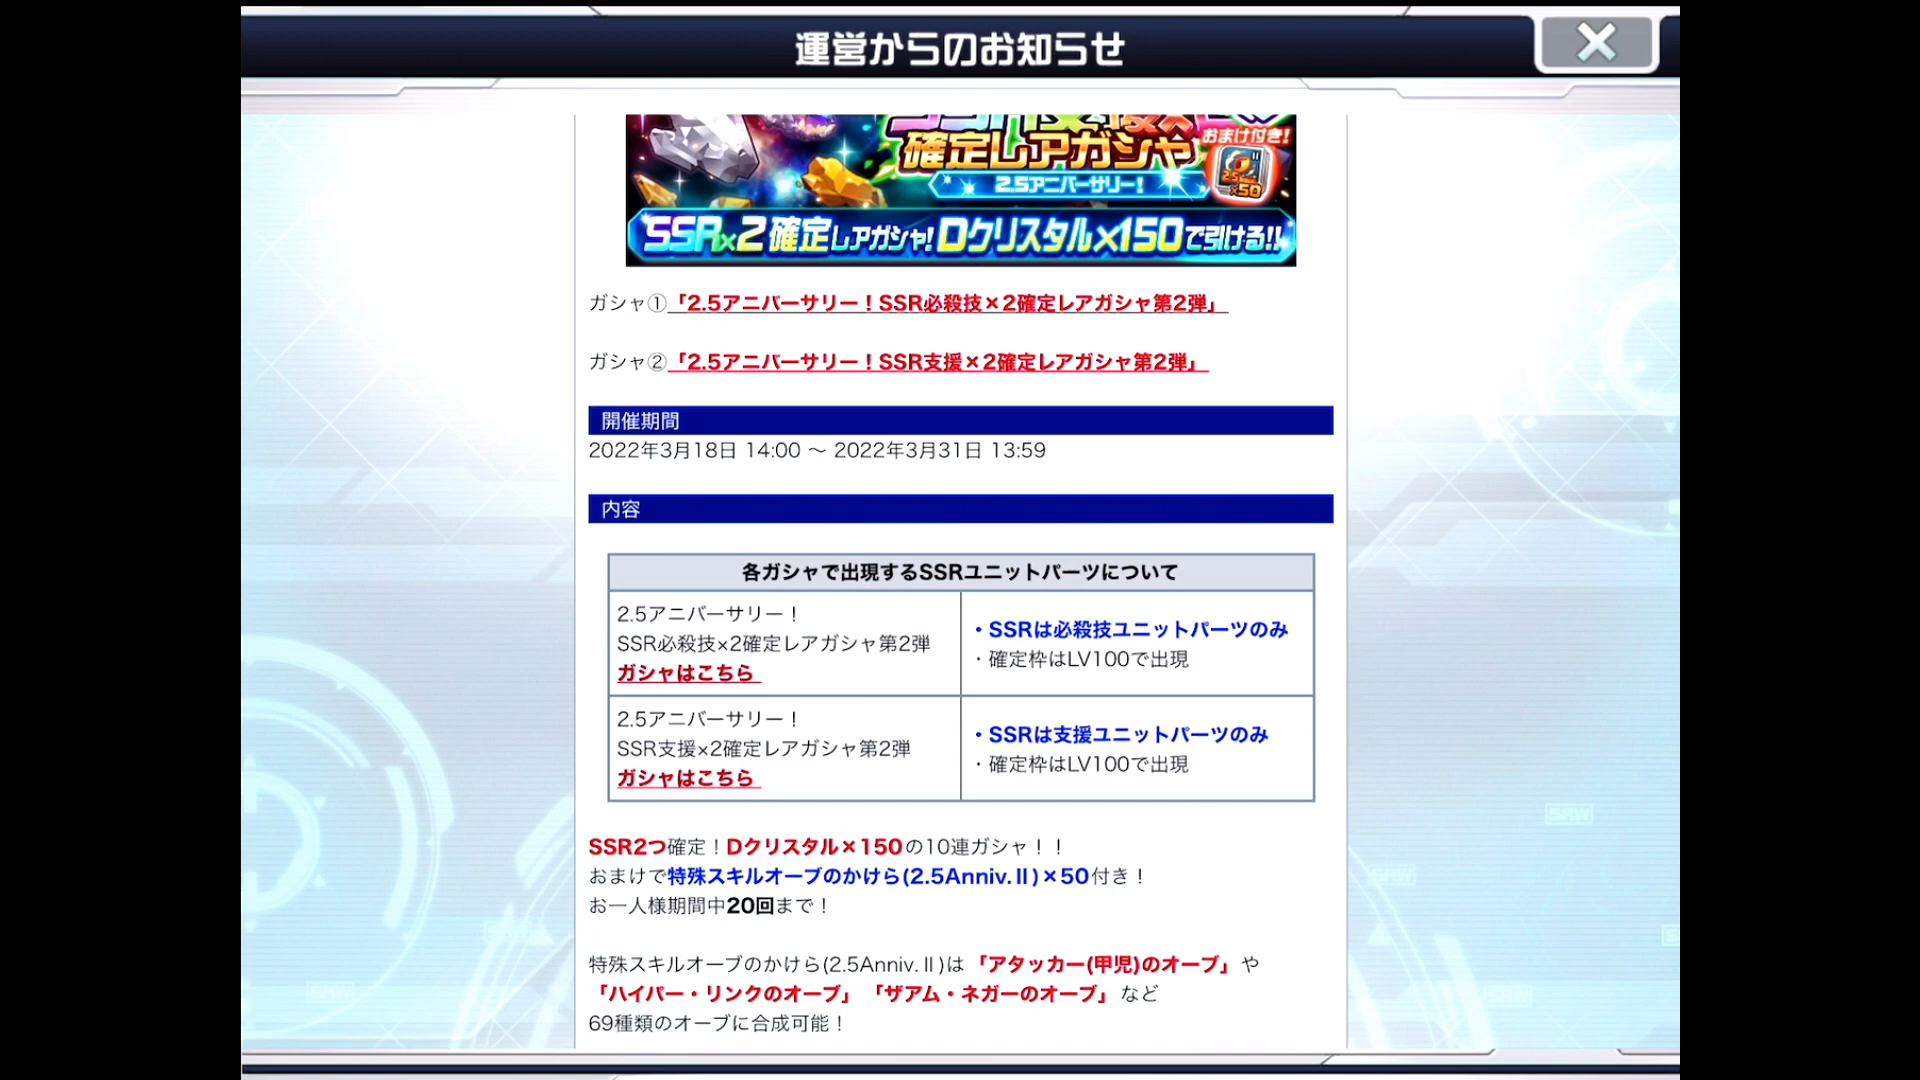 運営からのお知らせ
確定レアガシャ
おまけ付き!
2.5アニバーサリー!
×50
SSR×2確定レアガシャ!Dクリスタル×150で引ける!!
ガシャ①「2.5アニバーサリー！SSR必殺技×2確定レアガシャ第2弾」
ガシャ②「2.5アニバーサリー！SSR支援×2確定レアガシャ第2弾」
開催期間
2022年3月18日 14:00 ～ 2022年3月31日 13:59
内容
各ガシャで出現するSSRユニットパーツについて
2.5アニバーサリー！
SSR必殺技×2確定レアガシャ第2弾
ガシャはこちら
・SSRは必殺技ユニットパーツのみ
・確定枠はLV100で出現
2.5アニバーサリー！
SSR支援×2確定レアガシャ第2弾
ガシャはこちら
・SSRは支援ユニットパーツのみ
・確定枠はLV100で出現
SSR2つ確定！Dクリスタル×150の10連ガシャ！！
おまけで特殊スキルオーブのかけら(2.5Anniv.Ⅱ)×50付き！
お一人様期間中20回まで！
特殊スキルオーブのかけら(2.5Anniv.Ⅱ)は「アタッカー(甲児)のオーブ」や
「ハイパー・リンクのオーブ」「ザアム・ネガーのオーブ」など
69種類のオーブに合成可能！